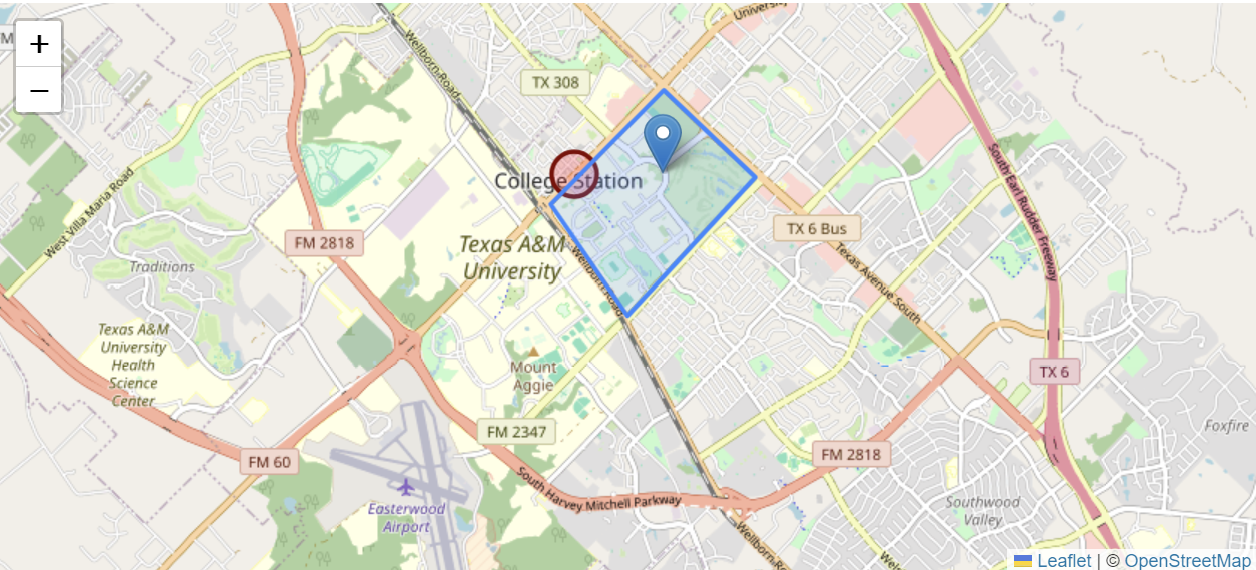 +
−
M
University
Wellborn Road
TX 308
College Station
West Villa Maria Road
FM 2818
Texas A&M
University
Wellborn Road
TX 6 Bus
Texas Avenue South
South Earl Rudder Freeway
Traditions
Texas A&M
University
Health
Science
Center
Mount
Aggie
TX 6
FM 2347
FM 60
FM 2818
Foxfire
South Harvey Mitchell Parkway
Easterwood
Airport
Southwood
Valley
Wellborn Ro
Wel
Leaflet | © OpenStreetMap